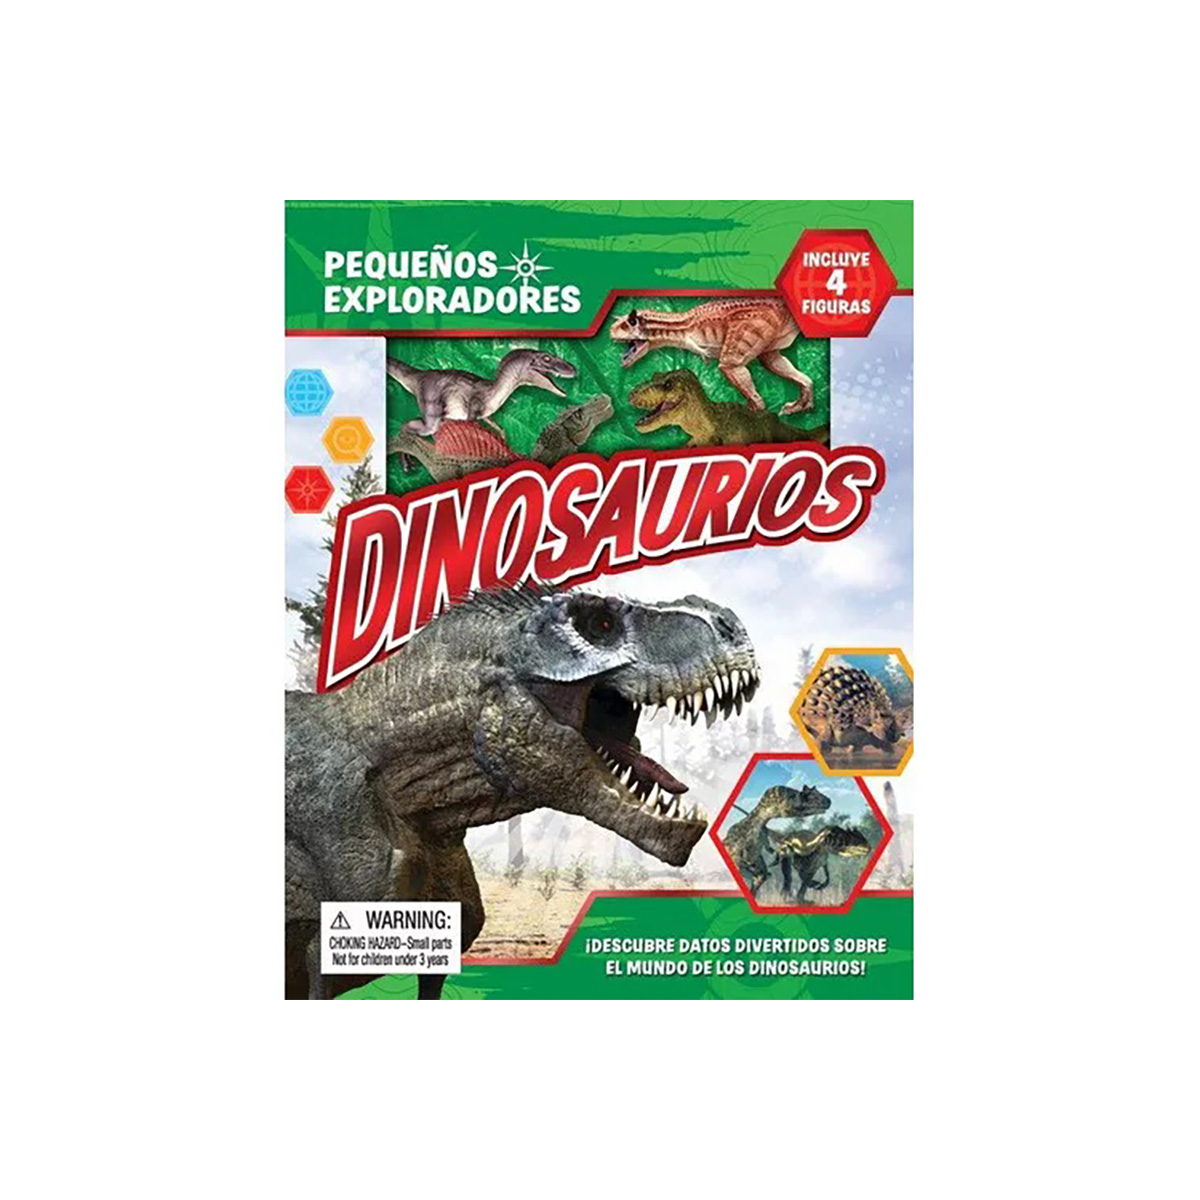 PEQUEÑOS
EXPLORADORES
INCLUYE
4
FIGURAS
DINOSAURIOS
WARNING:
CHOKING HAZARD–Small parts
Not for children under 3 years
¡DESCUBRE DATOS DIVERTIDOS SOBRE
EL MUNDO DE LOS DINOSAURIOS!